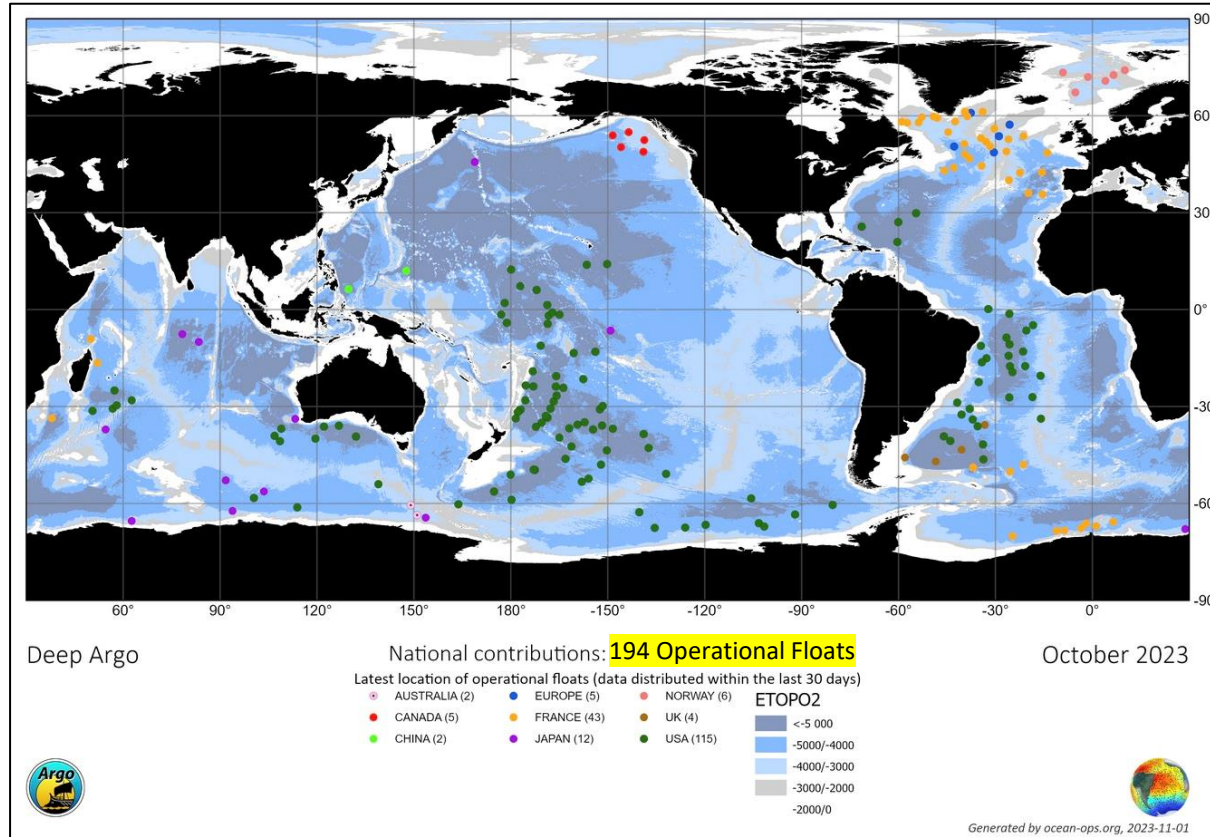 90
60
30
0°
-30
-60
-90
60° 90° 120° 150° 180° -150° -120° -90° -60° -30° 0°
Deep Argo
National contributions: 194 Operational Floats
October 2023
Latest location of operational floats (data distributed within the last 30 days)
AUSTRALIA (2)
CANADA (5)
CHINA (2)
EUROPE (5)
FRANCE (43)
JAPAN (12)
NORWAY (6)
UK (4)
USA (115)
ETOPO2
<-5 000
-5000/-4000
-4000/-3000
-3000/-2000
-2000/0
Argo
Generated by ocean-ops.org, 2023-11-01